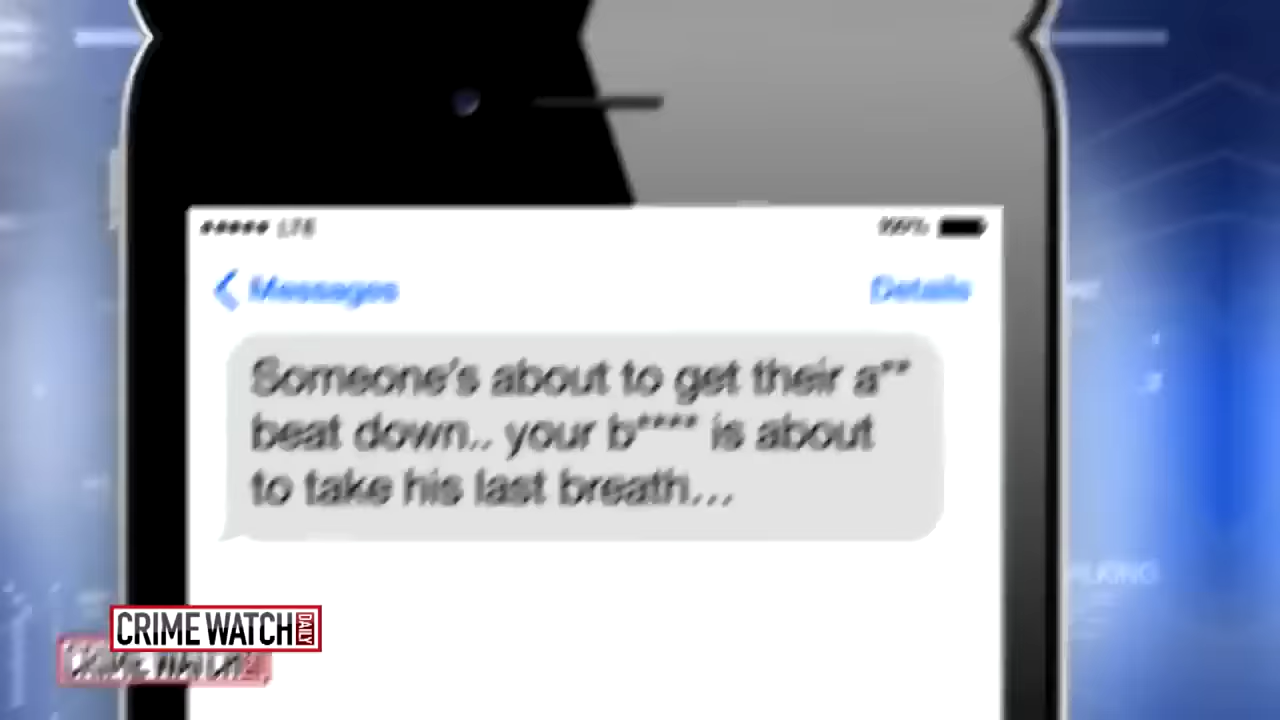 LTE
Messages
Details
Someone's about to get their a**
beat down.. your b**** is about
to take his last breath...
CRIME WATCH DAILY